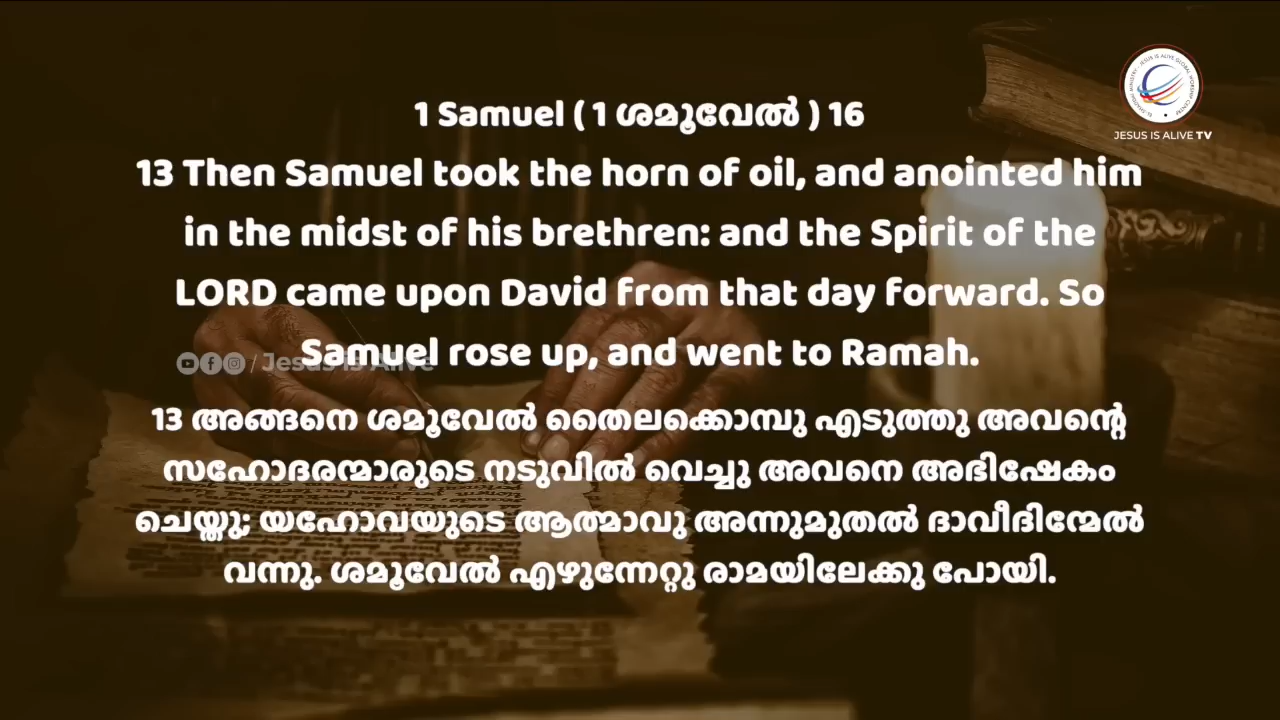 1 Samuel ( 1 ശമൂവേൽ ) 16
13 Then Samuel took the horn of oil, and anointed him
in the midst of his brethren: and the Spirit of the
LORD came upon David from that day forward. So
Samuel rose up, and went to Ramah.
13 അങ്ങനെ ശമൂവേൽ തൈലക്കൊമ്പു എടുത്തു അവന്റെ
സഹോദരന്മാരുടെ നടുവിൽ വെച്ചു അവനെ അഭിഷേകം
ചെയ്തു; യഹോവയുടെ ആത്മാവു അന്നുമുതൽ ദാവീദിന്മേൽ
വന്നു. ശമൂവേൽ എഴുന്നേറ്റു രാമയിലേക്കു പോയി.
/ Jesus is Alive
JESUS IS ALIVE TV